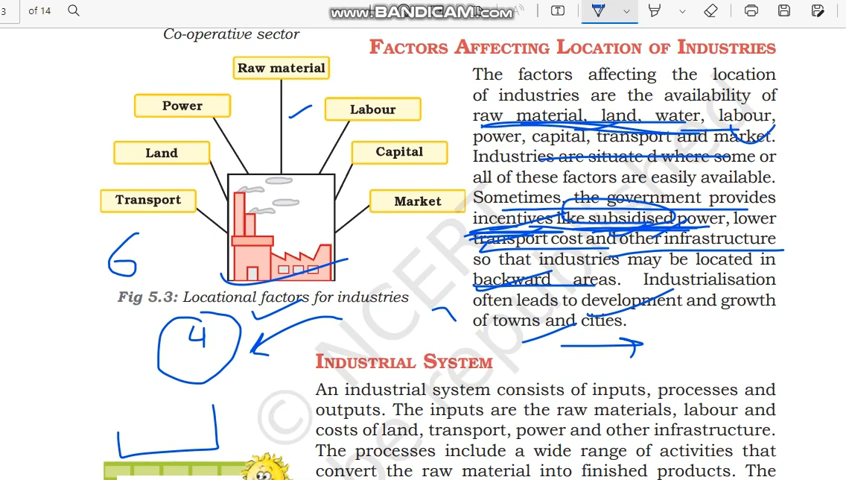 3
of 14
www.BANDICAM.com
Co-operative sector
Raw material
Power
Labour
Land
Capital
Transport
Market
6
Fig 5.3: Locational factors for industries
4
FACTORS AFFECTING LOCATION OF INDUSTRIES
The factors affecting the location
of industries are the availability of
raw material, land, water, labour,
power, capital, transport and market.
Industries are situated where some or
all of these factors are easily available.
Sometimes, the government provides
incentives like subsidised power, lower
transport cost and other infrastructure
so that industries may be located in
backward areas. Industrialisation
often leads to development and growth
of towns and cities.
INDUSTRIAL SYSTEM
An industrial system consists of inputs, processes and
outputs. The inputs are the raw materials, labour and
costs of land, transport, power and other infrastructure.
The processes include a wide range of activities that
convert the raw material into finished products. The
© NCERT
be republished